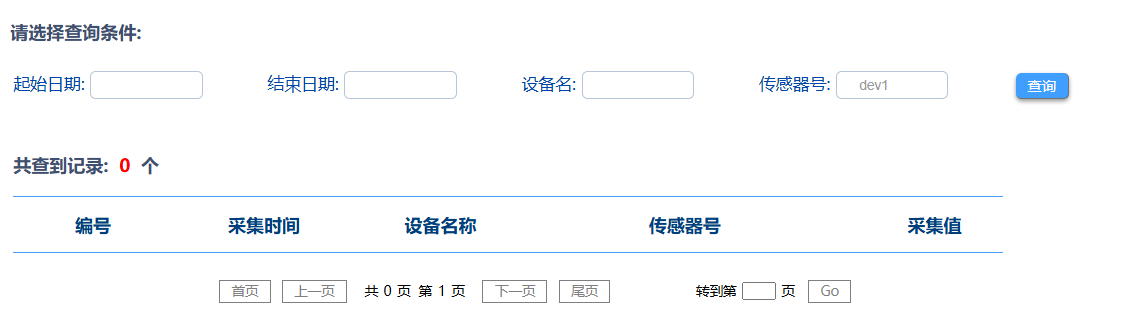 请选择查询条件:
起始日期: 结束日期: 设备名: 传感器号: dev1 查询
共查到记录: 0 个
编号 采集时间 设备名称 传感器号 采集值
首页 上一页 共 0 页 第 1 页 下一页 尾页 转到第 页 Go